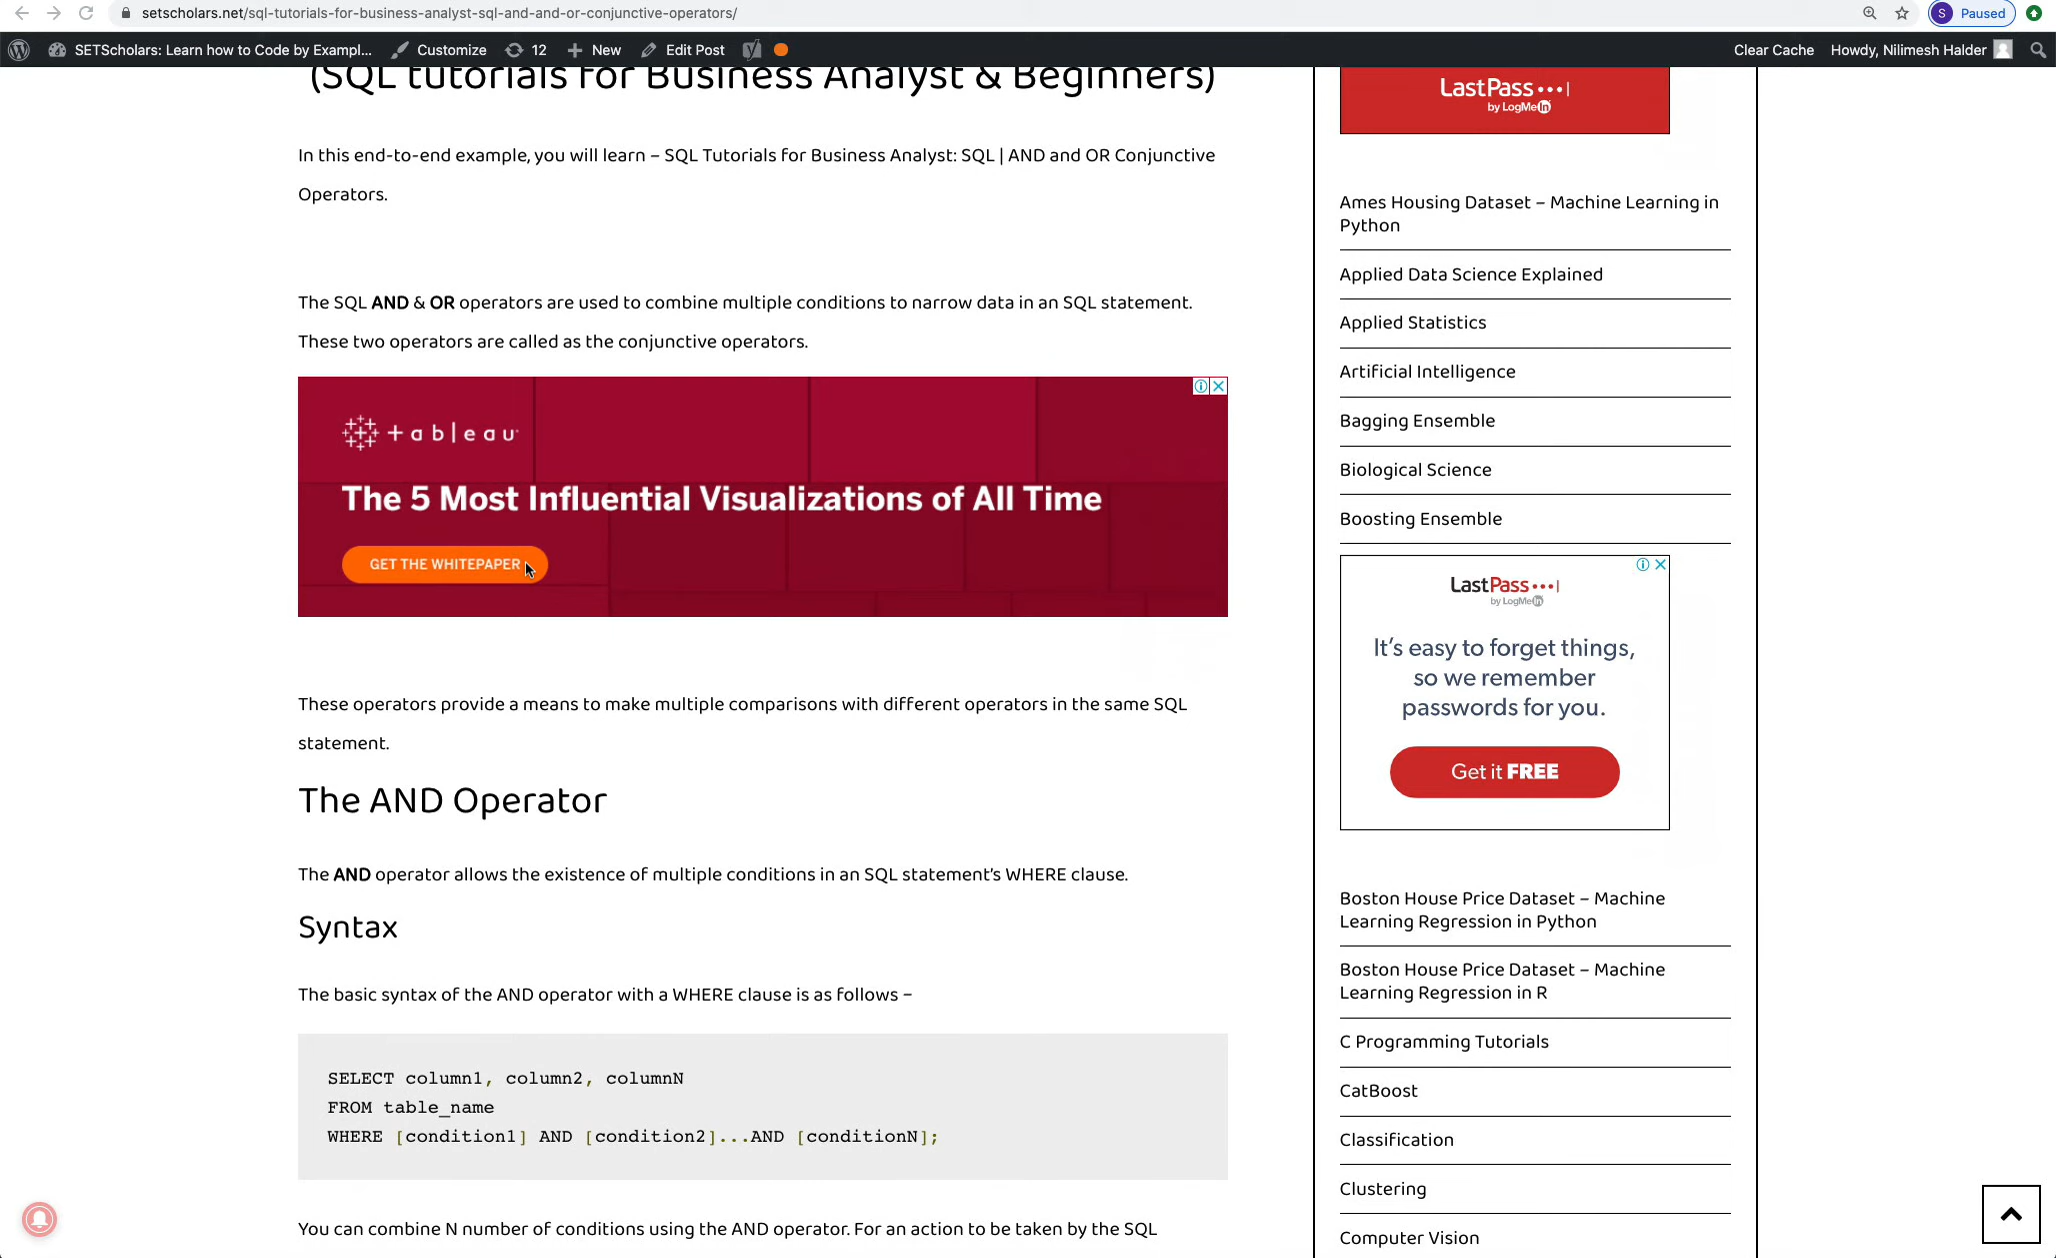 setscholars.net/sql-tutorials-for-business-analyst-sql-and-and-or-conjunctive-operators/
S Paused
SETScholars: Learn how to Code by Exampl... Customize 12 New Edit Post Clear Cache Howdy, Nilimesh Halder
(SQL tutorials for Business Analyst & Beginners)
In this end-to-end example, you will learn – SQL Tutorials for Business Analyst: SQL | AND and OR Conjunctive
Operators.
The SQL AND & OR operators are used to combine multiple conditions to narrow data in an SQL statement.
These two operators are called as the conjunctive operators.
+ableau
The 5 Most Influential Visualizations of All Time
GET THE WHITEPAPER
These operators provide a means to make multiple comparisons with different operators in the same SQL
statement.
The AND Operator
The AND operator allows the existence of multiple conditions in an SQL statement's WHERE clause.
Syntax
The basic syntax of the AND operator with a WHERE clause is as follows –
SELECT column1, column2, columnN
FROM table_name
WHERE [condition1] AND [condition2]...AND [conditionN];
You can combine N number of conditions using the AND operator. For an action to be taken by the SQL
LastPass•••|
by LogMeIn
Ames Housing Dataset – Machine Learning in
Python
Applied Data Science Explained
Applied Statistics
Artificial Intelligence
Bagging Ensemble
Biological Science
Boosting Ensemble
LastPass•••|
by LogMeIn
It's easy to forget things,
so we remember
passwords for you.
Get it FREE
Boston House Price Dataset – Machine
Learning Regression in Python
Boston House Price Dataset – Machine
Learning Regression in R
C Programming Tutorials
CatBoost
Classification
Clustering
Computer Vision